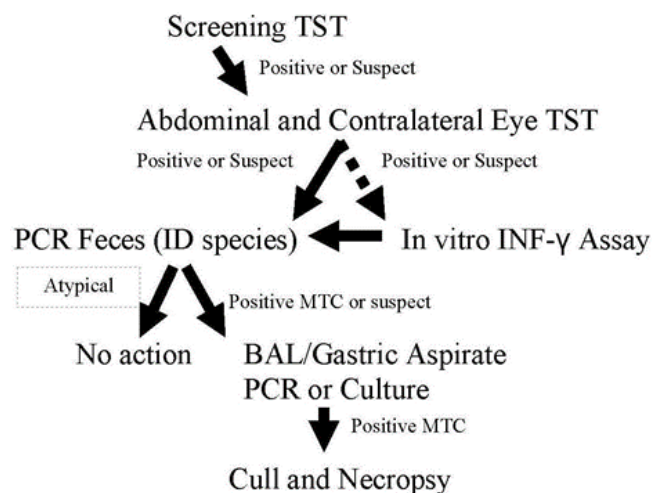 Screening TST
Positive or Suspect
Abdominal and Contralateral Eye TST
Positive or Suspect
Positive or Suspect
PCR Feces (ID species)
In vitro INF-γ Assay
Atypical
Positive MTC or suspect
No action
BAL/Gastric Aspirate
PCR or Culture
Positive MTC
Cull and Necropsy